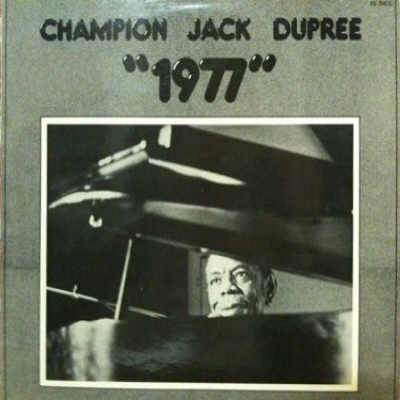 CHAMPION JACK DUPREE
"1977"